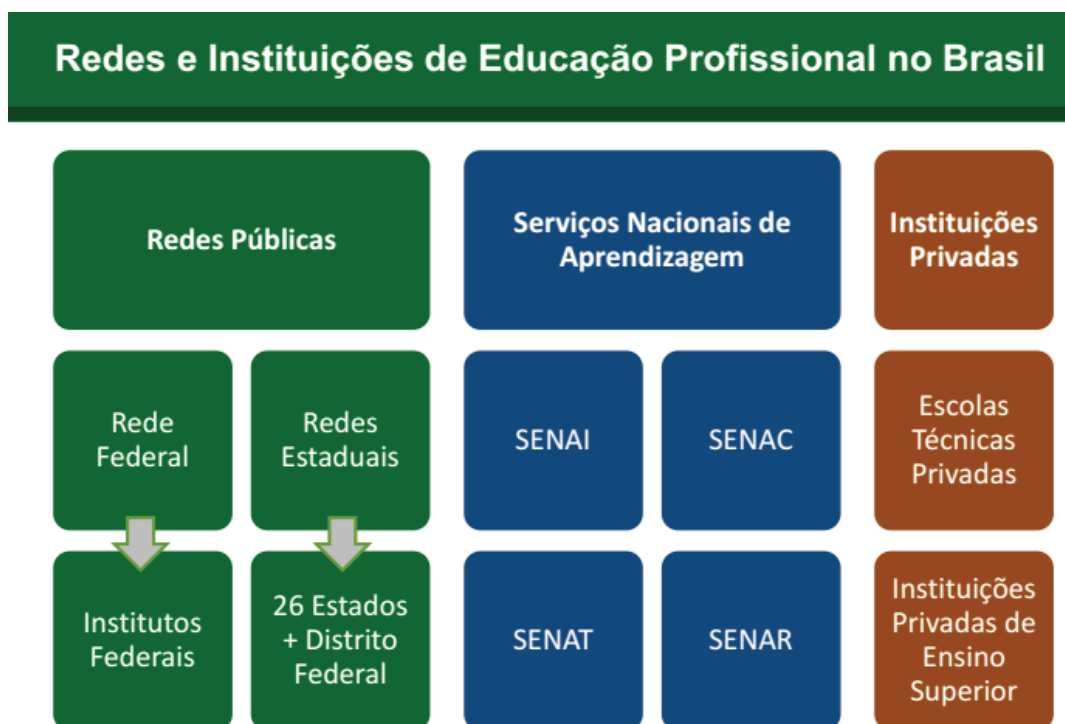 Redes e Instituições de Educação Profissional no Brasil
Redes Públicas
Serviços Nacionais de
Aprendizagem
Instituições
Privadas
Rede
Federal
Redes
Estaduais
SENAI
SENAC
Escolas
Técnicas
Privadas
Institutos
Federais
26 Estados
+ Distrito
Federal
SENAT
SENAR
Instituições
Privadas de
Ensino
Superior